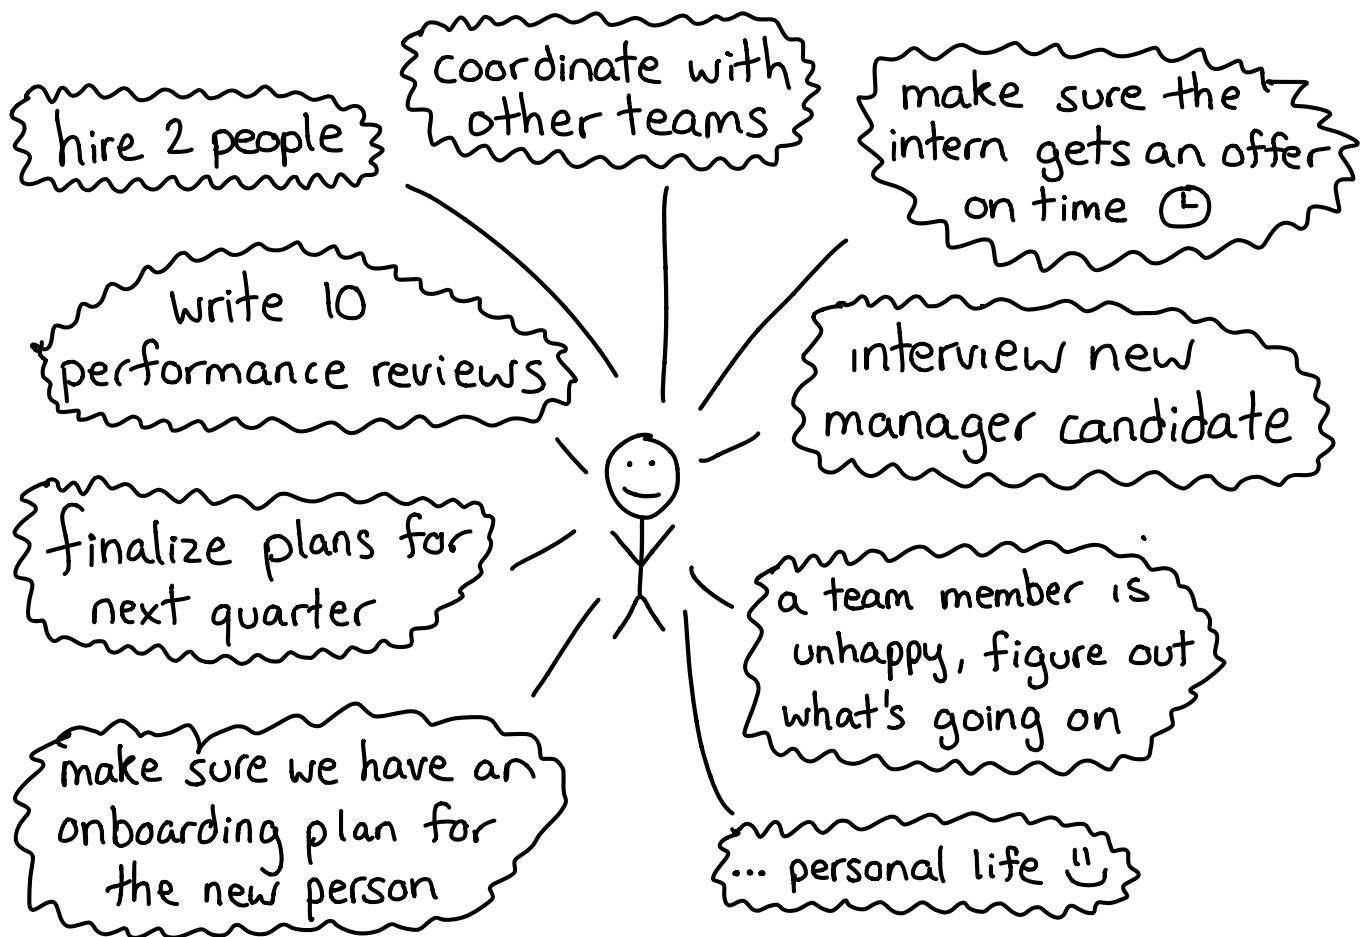 hire 2 people
coordinate with
other teams
make sure the
intern gets an offer
on time
write 10
performance reviews
interview new
manager candidate
finalize plans for
next quarter
a team member is
unhappy, figure out
what's going on
make sure we have an
onboarding plan for
the new person
... personal life